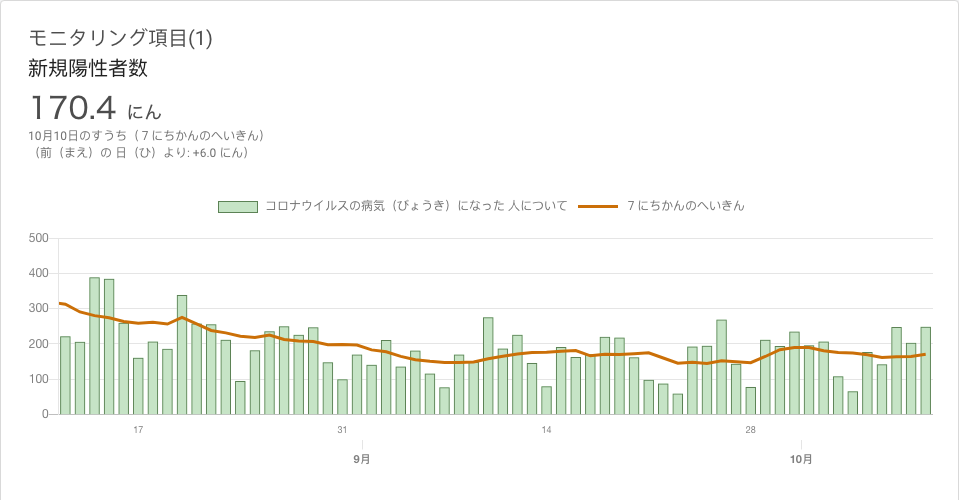 モニタリング項目(1)
新規陽性者数
170.4 にん
10月10日のすうち（７にちかんのへいきん）
（前（まえ）の 日（ひ）より: +6.0 にん）
コロナウイルスの病気（びょうき）になった 人について ７にちかんのへいきん
500
400
300
200
100
0
17 31 14 28
9月 10月